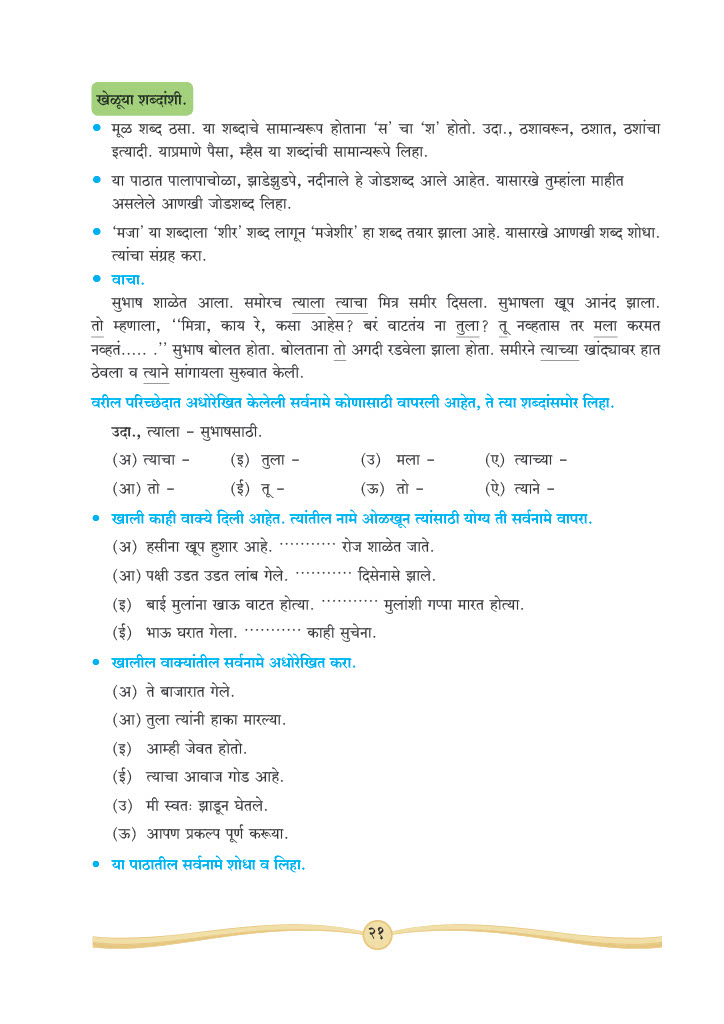 खेळूया शब्दांशी.
• मूळ शब्द ठसा. या शब्दाचे सामान्यरूप होताना ‘स’ चा ‘श’ होतो. उदा., ठशावरून, ठशात, ठशांचा
इत्यादी. याप्रमाणे पैसा, म्हैस या शब्दांची सामान्यरूपे लिहा.
• या पाठात पालापाचोळा, झाडेझुडपे, नदीनाले हे जोडशब्द आले आहेत. यासारखे तुम्हांला माहीत
असलेले आणखी जोडशब्द लिहा.
• ‘मजा’ या शब्दाला ‘शीर’ शब्द लागून ‘मजेशीर’ हा शब्द तयार झाला आहे. यासारखे आणखी शब्द शोधा.
त्यांचा संग्रह करा.
• वाचा.
सुभाष शाळेत आला. समोरच त्याला त्याचा मित्र समीर दिसला. सुभाषला खूप आनंद झाला.
तो म्हणाला, ‘‘मित्रा, काय रे, कसा आहेस? बरं वाटतंय ना तुला? तू नव्हतास तर मला करमत
नव्हतं..... .’’ सुभाष बोलत होता. बोलताना तो अगदी रडवेला झाला होता. समीरने त्याच्या खांद्यावर हात
ठेवला व त्याने सांगायला सुरुवात केली.
वरील परिच्छेदात अधोरेखित केलेली सर्वनामे कोणासाठी वापरली आहेत, ते त्या शब्दांसमोर लिहा.
उदा., त्याला – सुभाषसाठी.
(अ) त्याचा – (इ) तुला – (उ) मला – (ए) त्याच्या –
(आ) तो – (ई) तू – (ऊ) तो – (ऐ) त्याने –
• खाली काही वाक्ये दिली आहेत. त्यांतील नामे ओळखून त्यांसाठी योग्य ती सर्वनामे वापरा.
(अ) हसीना खूप हुशार आहे. ........... रोज शाळेत जाते.
(आ) पक्षी उडत उडत लांब गेले. ........... दिसेनासे झाले.
(इ) बाई मुलांना खाऊ वाटत होत्या. ........... मुलांशी गप्पा मारत होत्या.
(ई) भाऊ घरात गेला. ........... काही सुचेना.
• खालील वाक्यांतील सर्वनामे अधोरेखित करा.
(अ) ते बाजारात गेले.
(आ) तुला त्यांनी हाका मारल्या.
(इ) आम्ही जेवत होतो.
(ई) त्याचा आवाज गोड आहे.
(उ) मी स्वतः झाडून घेतले.
(ऊ) आपण प्रकल्प पूर्ण करूया.
• या पाठातील सर्वनामे शोधा व लिहा.
२१